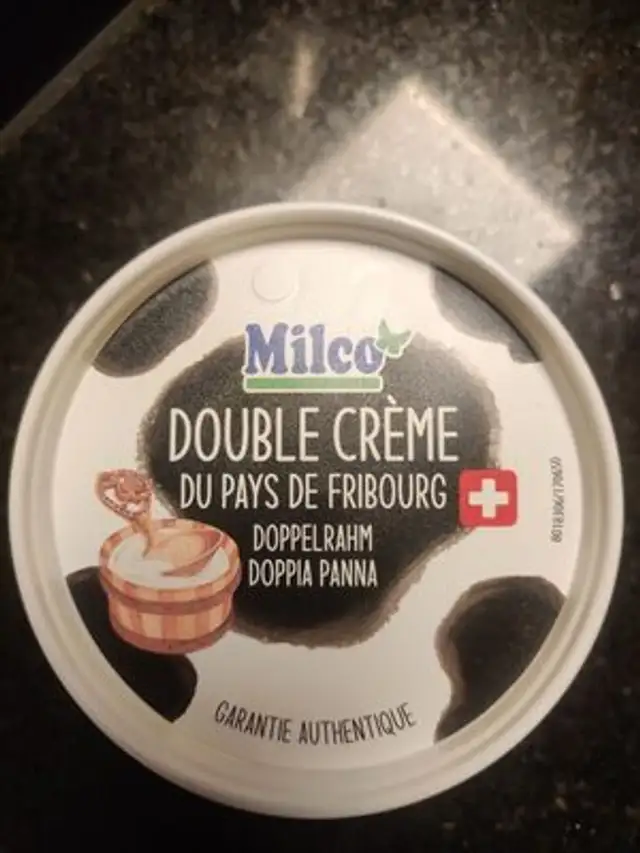 Milco
DOUBLE CRÈME
DU PAYS DE FRIBOURG
DOPPELRAHM
DOPPIA PANNA
GARANTIE AUTHENTIQUE